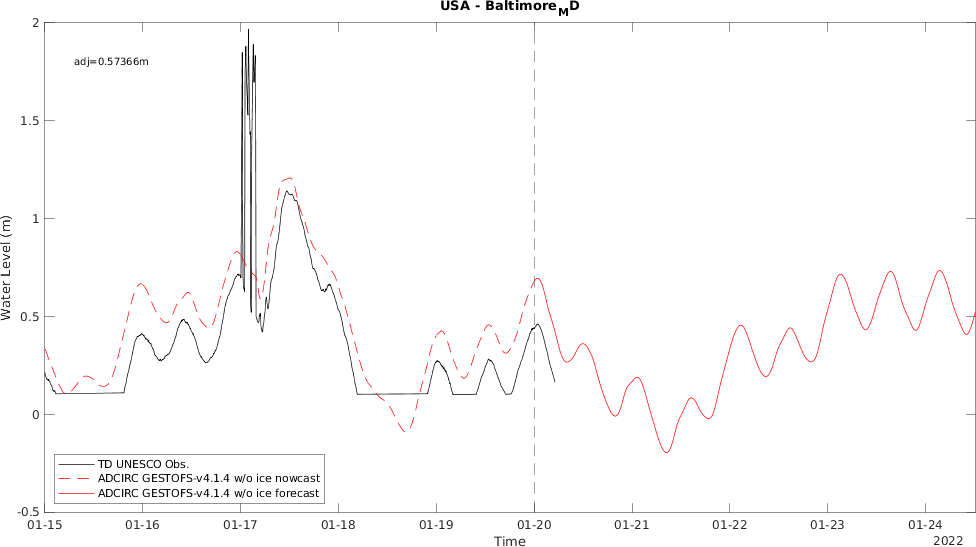 USA - Baltimore_MD
adj=0.57366m
2
1.5
1
0.5
0
-0.5
Water Level (m)
TD UNESCO Obs.
ADCIRC GESTOFS-v4.1.4 w/o ice nowcast
ADCIRC GESTOFS-v4.1.4 w/o ice forecast
01-15 01-16 01-17 01-18 01-19 01-20 01-21 01-22 01-23 01-24
Time
2022